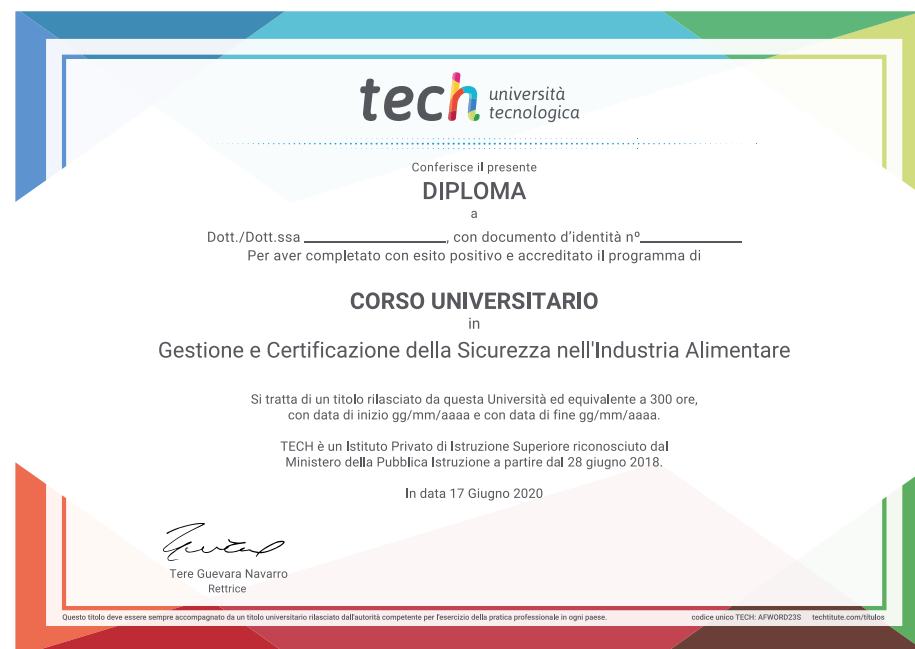 tech università
tecnologica
Conferisce il presente
DIPLOMA
a
Dott./Dott.ssa ____________________, con documento d'identità nº______________
Per aver completato con esito positivo e accreditato il programma di
CORSO UNIVERSITARIO
in
Gestione e Certificazione della Sicurezza nell'Industria Alimentare
Si tratta di un titolo rilasciato da questa Università ed equivalente a 300 ore,
con data di inizio gg/mm/aaaa e con data di fine gg/mm/aaaa.
TECH è un Istituto Privato di Istruzione Superiore riconosciuto dal
Ministero della Pubblica Istruzione a partire dal 28 giugno 2018.
In data 17 Giugno 2020
Tere Guevara Navarro
Rettrice
Questo titolo deve essere sempre accompagnato da un titolo universitario rilasciato dall'autorità competente per l'esercizio della pratica professionale in ogni paese.
codice unico TECH: AFWORD23S techtitute.com/títulos